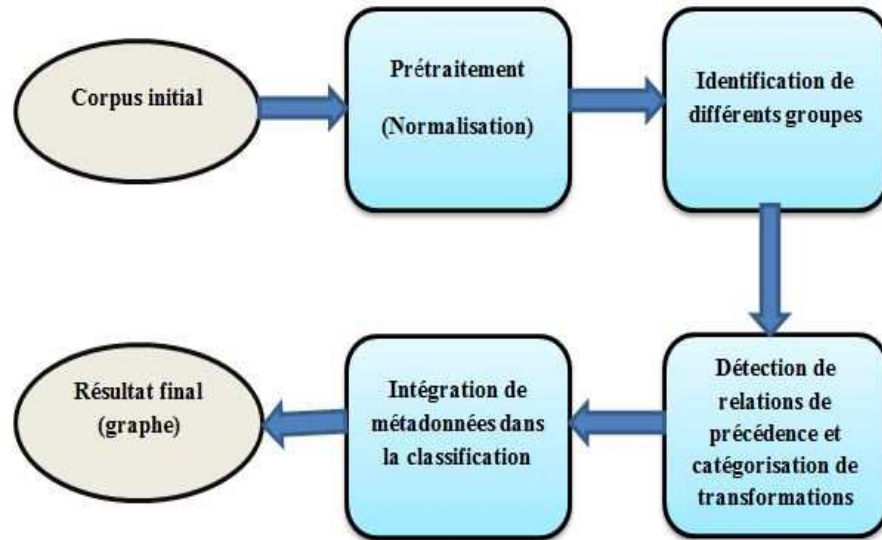 Corpus initial
Prétraitement
(Normalisation)
Identification de
différents groupes
Détection de
relations de
précédence et
catégorisation de
transformations
Intégration de
métadonnées dans
la classification
Résultat final
(graphe)